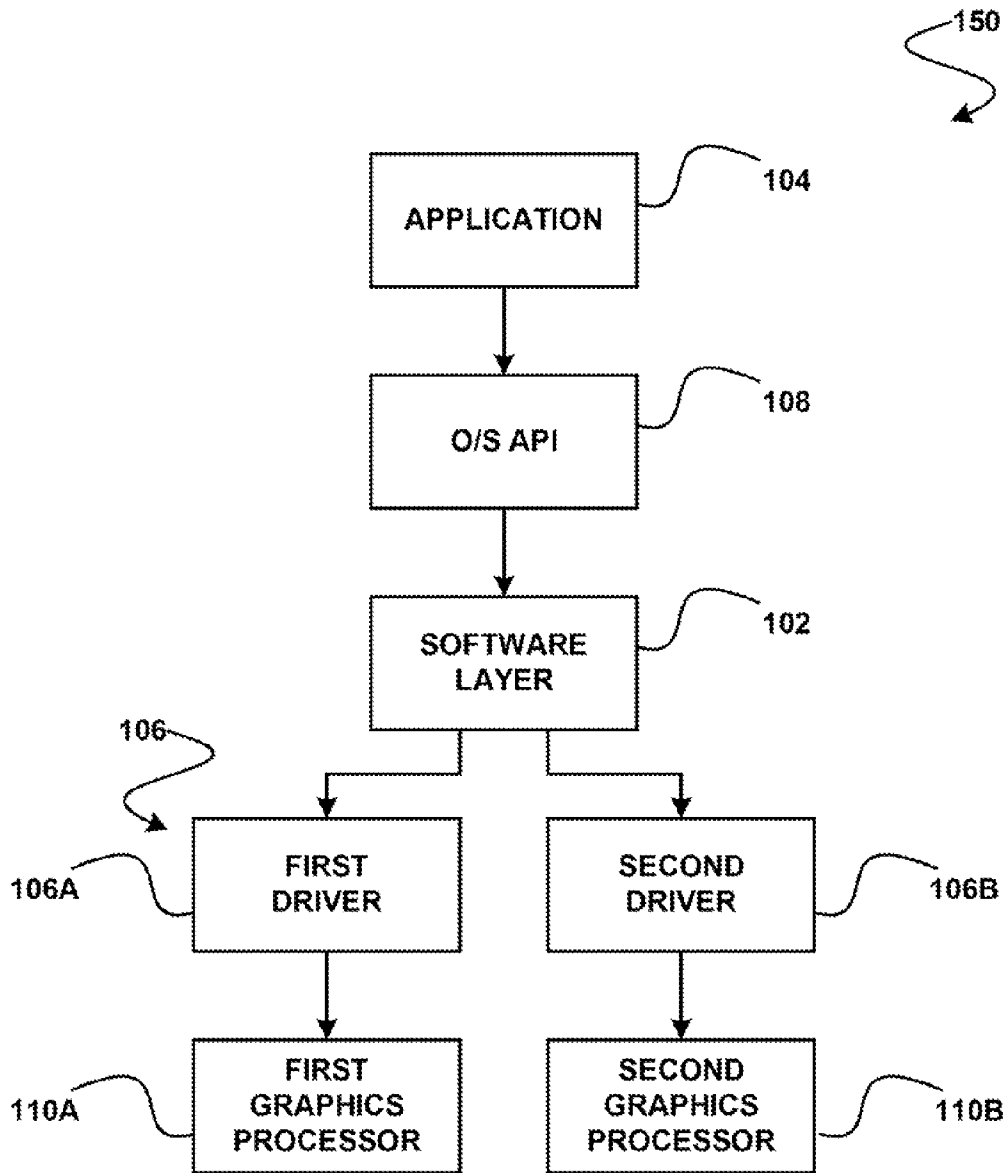 150
APPLICATION
104
O/S API
108
SOFTWARE
LAYER
102
106
FIRST
DRIVER
106A
SECOND
DRIVER
106B
FIRST
GRAPHICS
PROCESSOR
110A
SECOND
GRAPHICS
PROCESSOR
110B